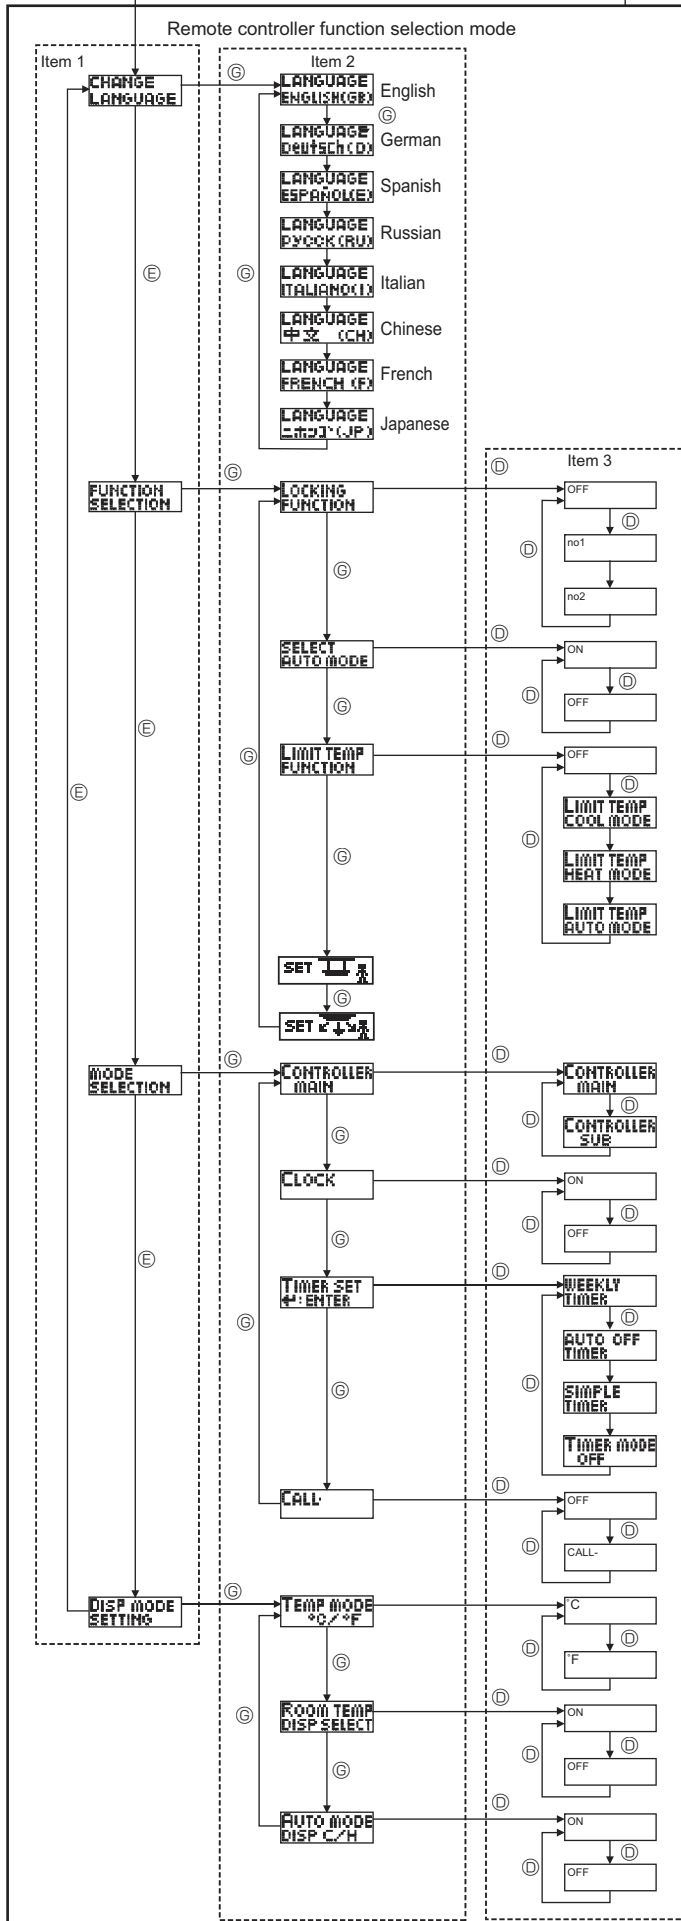 Remote controller function selection mode
Item 1
Item 2
CHANGE
LANGUAGE
Ⓖ
LANGUAGE
ENGLISH(GB)
English
Ⓖ
LANGUAGE
Deutsch(D)
German
LANGUAGE
ESPAÑOL(E)
Spanish
LANGUAGE
РУССК(RU)
Russian
Ⓔ
Ⓖ
LANGUAGE
ITALIANO(I)
Italian
LANGUAGE
中文 (CH)
Chinese
LANGUAGE
FRENCH (F)
French
LANGUAGE
ニホンゴ(JP)
Japanese
Item 3
FUNCTION
SELECTION
Ⓖ
LOCKING
FUNCTION
Ⓓ
OFF
Ⓓ
Ⓓ
no1
no2
Ⓖ
SELECT
AUTO MODE
Ⓓ
ON
Ⓓ
Ⓓ
OFF
Ⓖ
Ⓔ
Ⓖ
LIMIT TEMP
FUNCTION
Ⓓ
OFF
Ⓓ
LIMIT TEMP
COOL MODE
Ⓔ
Ⓓ
LIMIT TEMP
HEAT MODE
Ⓖ
LIMIT TEMP
AUTO MODE
SET
Ⓖ
SET
MODE
SELECTION
Ⓖ
CONTROLLER
MAIN
Ⓓ
CONTROLLER
MAIN
Ⓓ
Ⓓ
CONTROLLER
SUB
Ⓖ
CLOCK
Ⓓ
ON
Ⓓ
Ⓓ
OFF
Ⓖ
Ⓔ
TIMER SET
↵:ENTER
Ⓓ
WEEKLY
TIMER
Ⓓ
Ⓖ
AUTO OFF
TIMER
Ⓓ
SIMPLE
TIMER
Ⓖ
TIMER MODE
OFF
CALL-
Ⓓ
OFF
Ⓓ
Ⓓ
CALL-
DISP MODE
SETTING
Ⓖ
TEMP MODE
°C/°F
°C
Ⓓ
Ⓓ
°F
Ⓖ
Ⓖ
ROOM TEMP
DISP SELECT
Ⓓ
ON
Ⓓ
Ⓓ
OFF
Ⓖ
AUTO MODE
DISP C/H
Ⓓ
ON
Ⓓ
Ⓓ
OFF